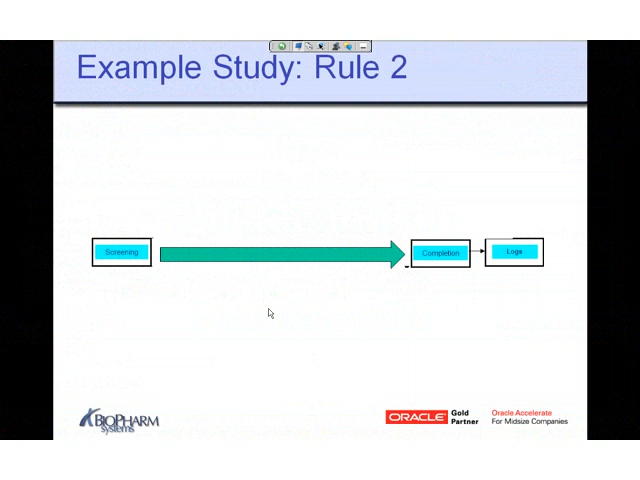 Example Study: Rule 2
Screening
Completion
Logs
BIOPHARM
systems
ORACLE
Gold
Partner
Oracle Accelerate
For Midsize Companies